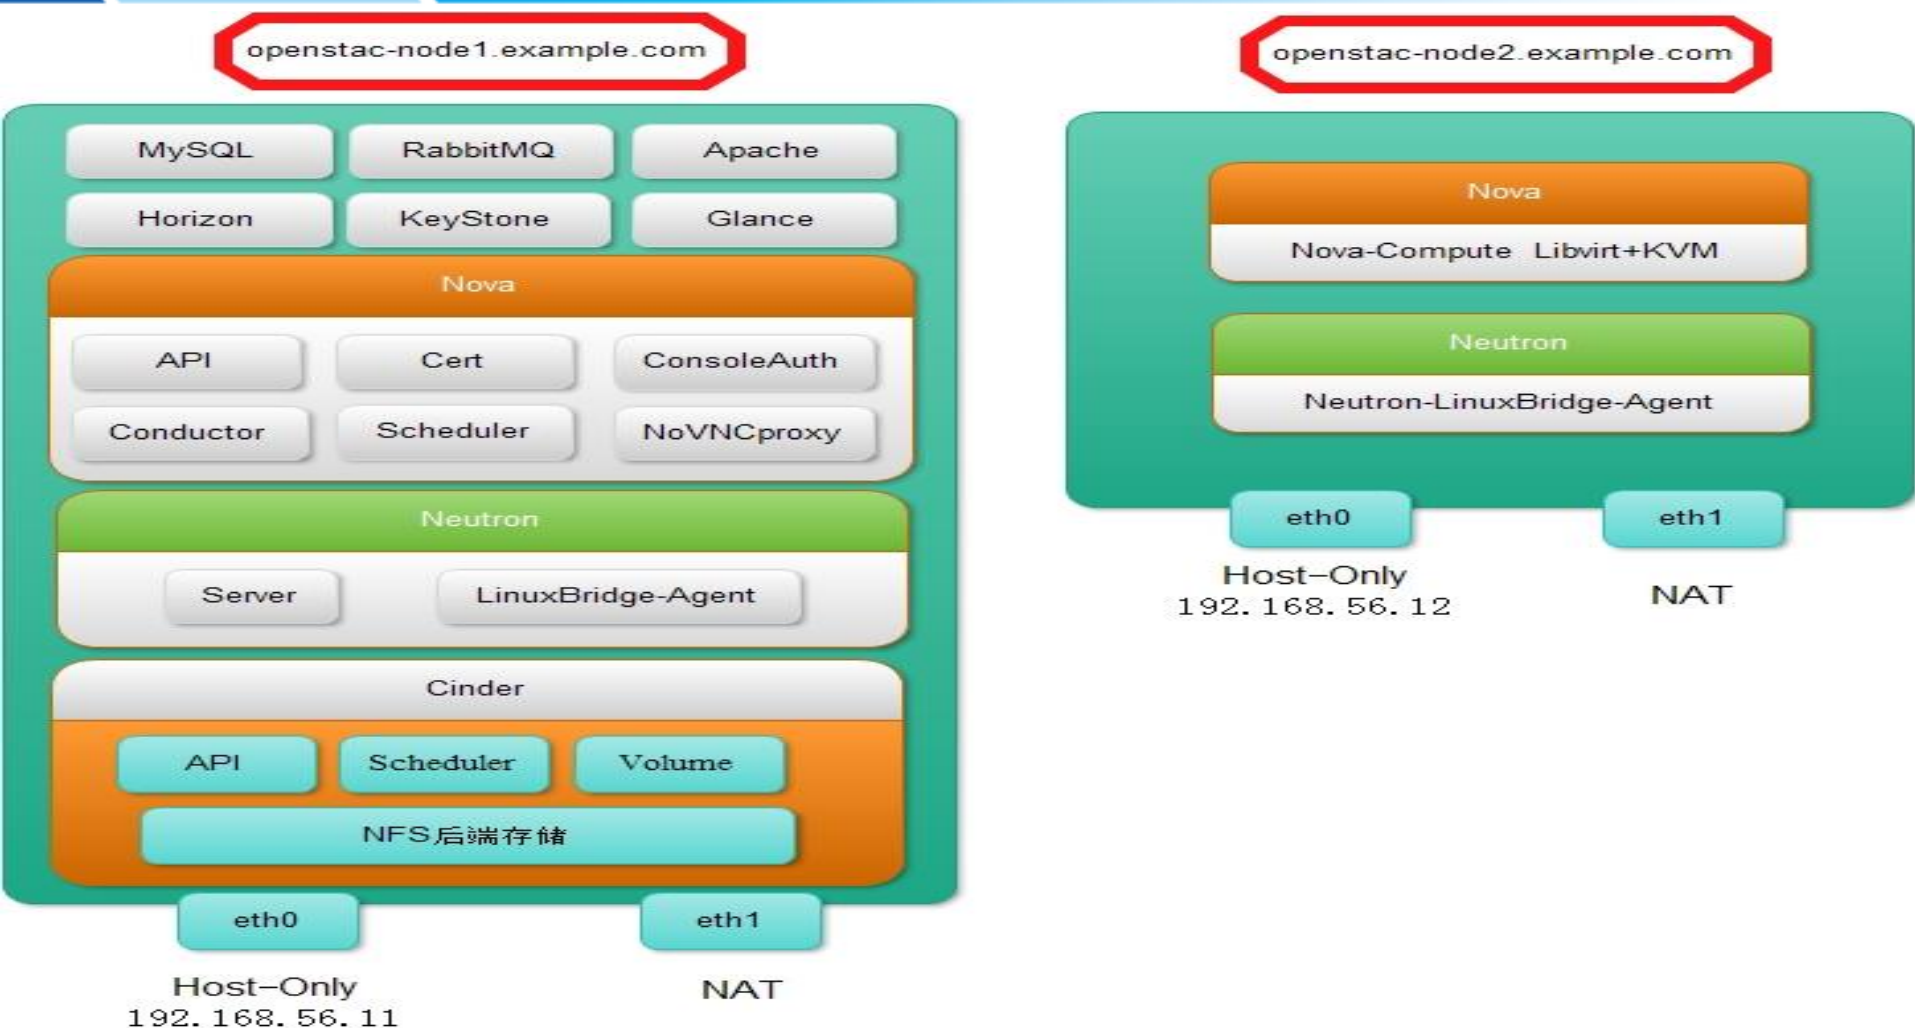 openstac-node1.example.com
MySQL RabbitMQ Apache
Horizon KeyStone Glance
Nova
API Cert ConsoleAuth
Conductor Scheduler NoVNCproxy
Neutron
Server LinuxBridge-Agent
Cinder
API Scheduler Volume
NFS后端存储
eth0 eth1
Host-Only NAT
192.168.56.11
openstac-node2.example.com
Nova
Nova-Compute Libvirt+KVM
Neutron
Neutron-LinuxBridge-Agent
eth0 eth1
Host-Only NAT
192.168.56.12